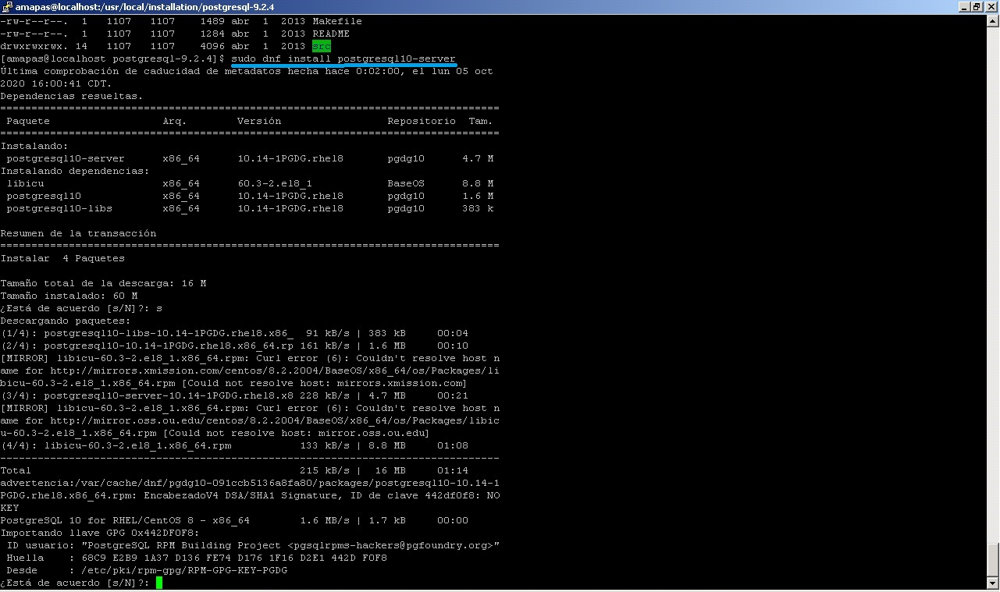 amapas@localhost:/usr/local/installation/postgresql-9.2.4
-rw-r--r--. 1 1107 1107 1489 abr 1 2013 Makefile
-rw-r--r--. 1 1107 1107 1284 abr 1 2013 README
drwxrwxrwx. 14 1107 1107 4096 abr 1 2013 src
[amapas@localhost postgresql-9.2.4]$ sudo dnf install postgresql10-server
Última comprobación de caducidad de metadatos hecha hace 0:02:00, el lun 05 oct
2020 16:00:41 CDT.
Dependencias resueltas.
================================================================================
Paquete Arq. Versión Repositorio Tam.
================================================================================
Instalando:
postgresql10-server x86_64 10.14-1PGDG.rhel8 pgdg10 4.7 M
Instalando dependencias:
libicu x86_64 60.3-2.el8_1 BaseOS 8.8 M
postgresql10 x86_64 10.14-1PGDG.rhel8 pgdg10 1.6 M
postgresql10-libs x86_64 10.14-1PGDG.rhel8 pgdg10 383 k
Resumen de la transacción
================================================================================
Instalar 4 Paquetes
Tamaño total de la descarga: 16 M
Tamaño instalado: 60 M
¿Está de acuerdo [s/N]?: s
Descargando paquetes:
(1/4): postgresql10-libs-10.14-1PGDG.rhel8.x86_ 91 kB/s | 383 kB 00:04
(2/4): postgresql10-10.14-1PGDG.rhel8.x86_64.rp 161 kB/s | 1.6 MB 00:10
[MIRROR] libicu-60.3-2.el8_1.x86_64.rpm: Curl error (6): Couldn't resolve host n
ame for http://mirrors.xmission.com/centos/8.2.2004/BaseOS/x86_64/os/Packages/li
bicu-60.3-2.el8_1.x86_64.rpm [Could not resolve host: mirrors.xmission.com]
(3/4): postgresql10-server-10.14-1PGDG.rhel8.x8 228 kB/s | 4.7 MB 00:21
[MIRROR] libicu-60.3-2.el8_1.x86_64.rpm: Curl error (6): Couldn't resolve host n
ame for http://mirror.oss.ou.edu/centos/8.2.2004/BaseOS/x86_64/os/Packages/libic
u-60.3-2.el8_1.x86_64.rpm [Could not resolve host: mirror.oss.ou.edu]
(4/4): libicu-60.3-2.el8_1.x86_64.rpm 133 kB/s | 8.8 MB 01:08
--------------------------------------------------------------------------------
Total 215 kB/s | 16 MB 01:14
advertencia:/var/cache/dnf/pgdg10-091ccb5136a8fa80/packages/postgresql10-10.14-1
PGDG.rhel8.x86_64.rpm: EncabezadoV4 DSA/SHA1 Signature, ID de clave 442df0f8: NO
KEY
PostgreSQL 10 for RHEL/CentOS 8 - x86_64 1.6 MB/s | 1.7 kB 00:00
Importando llave GPG 0x442DF0F8:
ID usuario: "PostgreSQL RPM Building Project <pgsqlrpms-hackers@pgfoundry.org>"
Huella : 68C9 E2B9 1A37 D136 FE74 D176 1F16 D2E1 442D F0F8
Desde : /etc/pki/rpm-gpg/RPM-GPG-KEY-PGDG
¿Está de acuerdo [s/N]?: